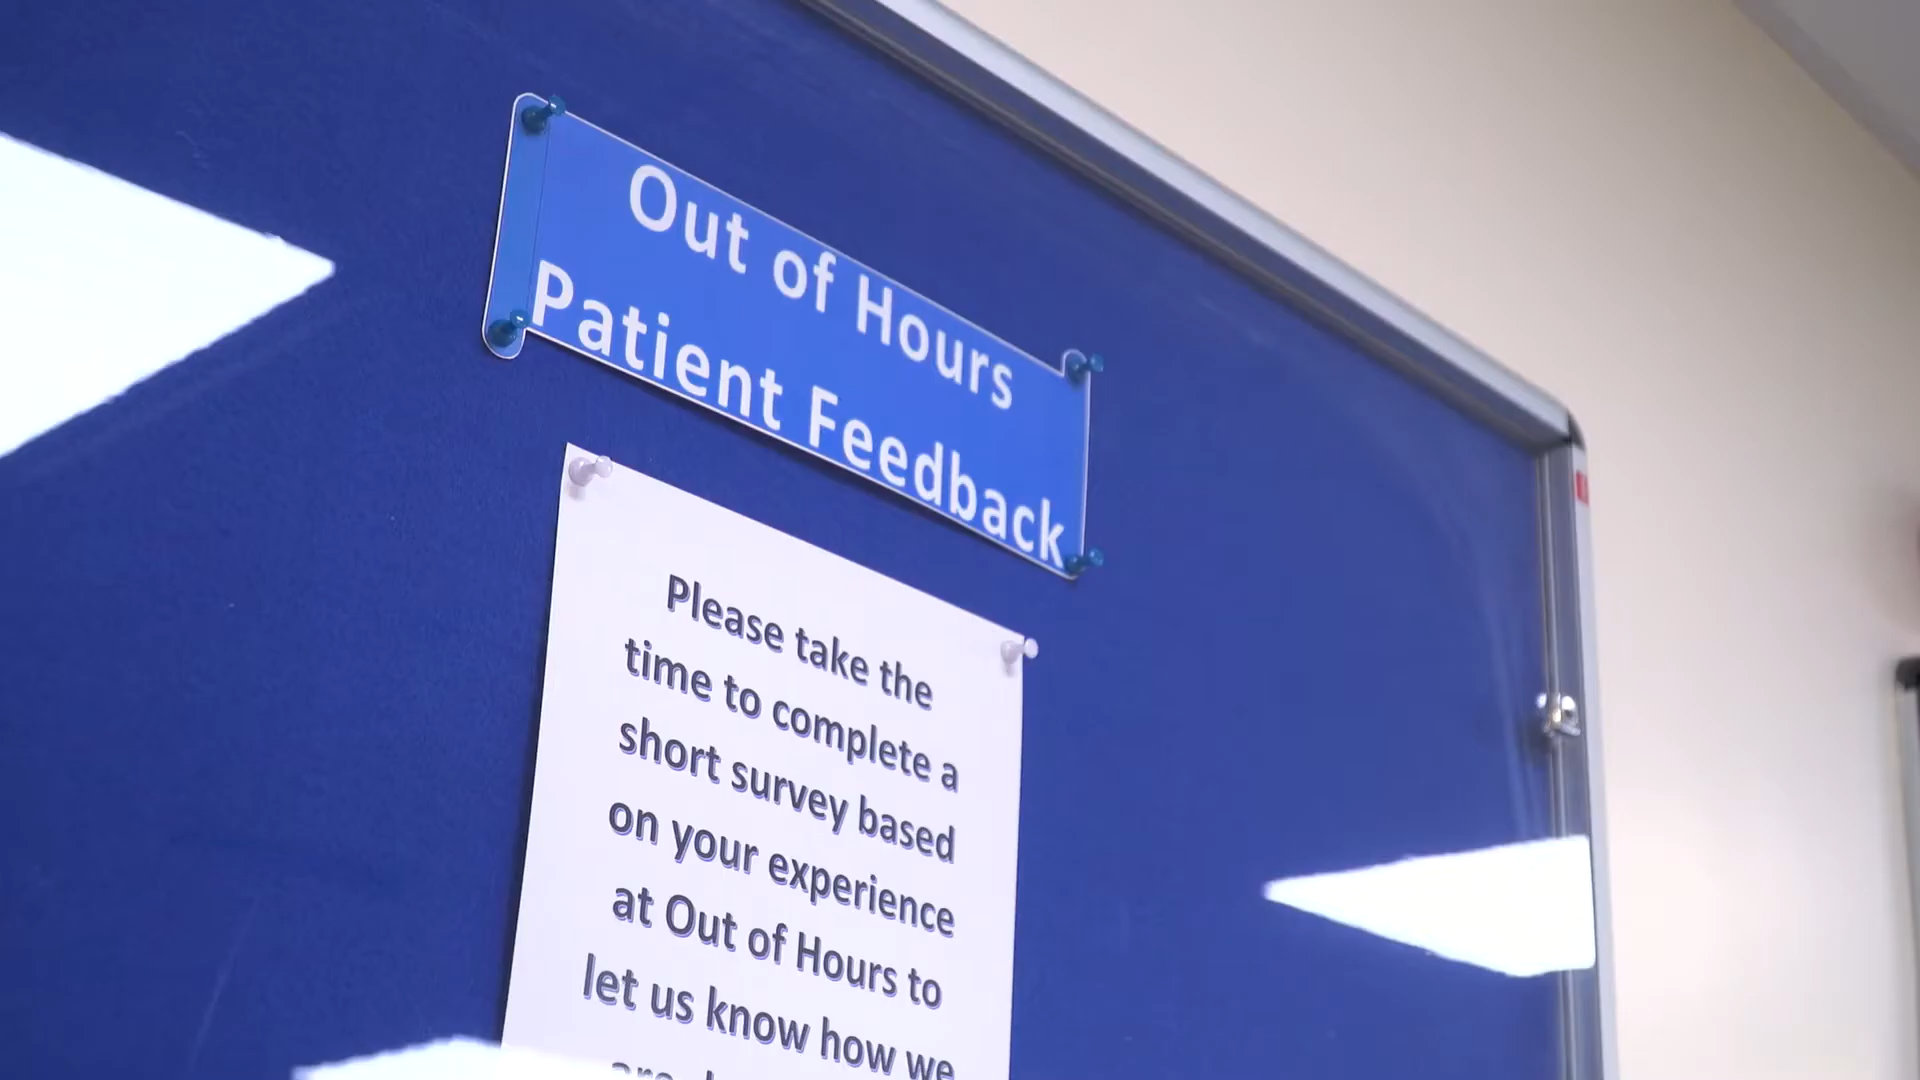 Out of Hours
Patient Feedback
Please take the
time to complete a
short survey based
on your experience
at Out of Hours to
let us know how we
are